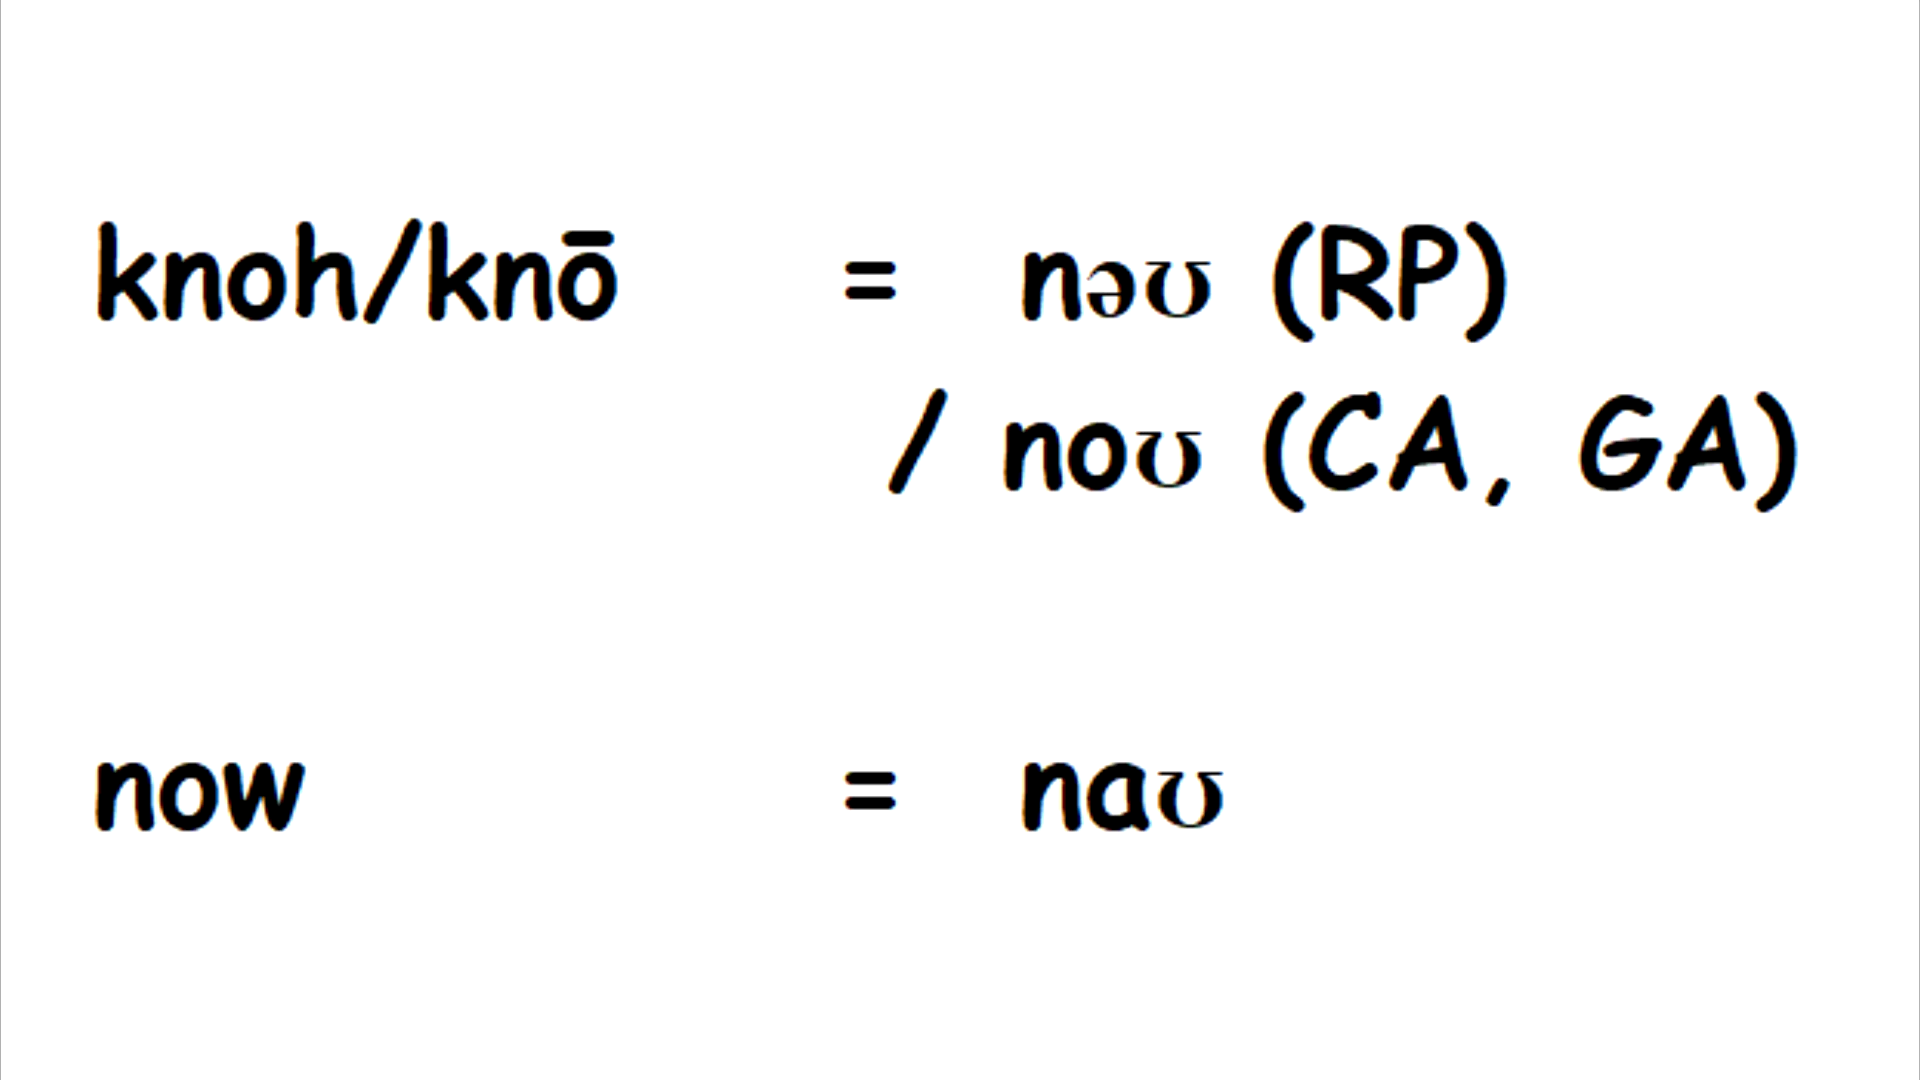 knoh/knō = nəʊ (RP)
/ noʊ (CA, GA)
now = naʊ